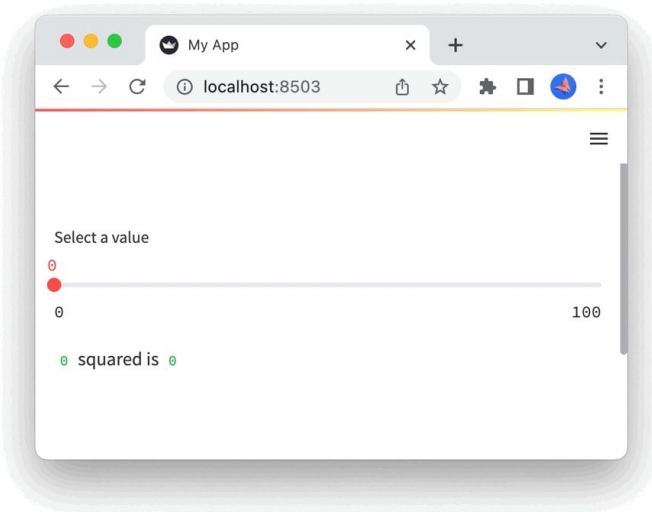 My App
localhost:8503
Select a value
0
0 100
0 squared is 0